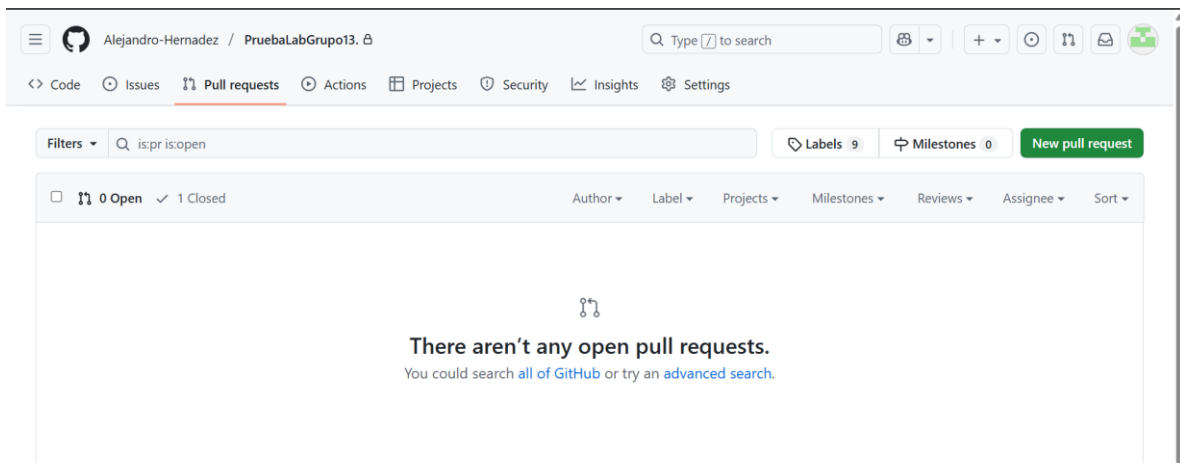 Alejandro-Hernadez / PruebaLabGrupo13.
Type / to search
<> Code Issues Pull requests Actions Projects Security Insights Settings
Filters is:pr is:open Labels 9 Milestones 0 New pull request
0 Open 1 Closed Author Label Projects Milestones Reviews Assignee Sort
There aren't any open pull requests.
You could search all of GitHub or try an advanced search.